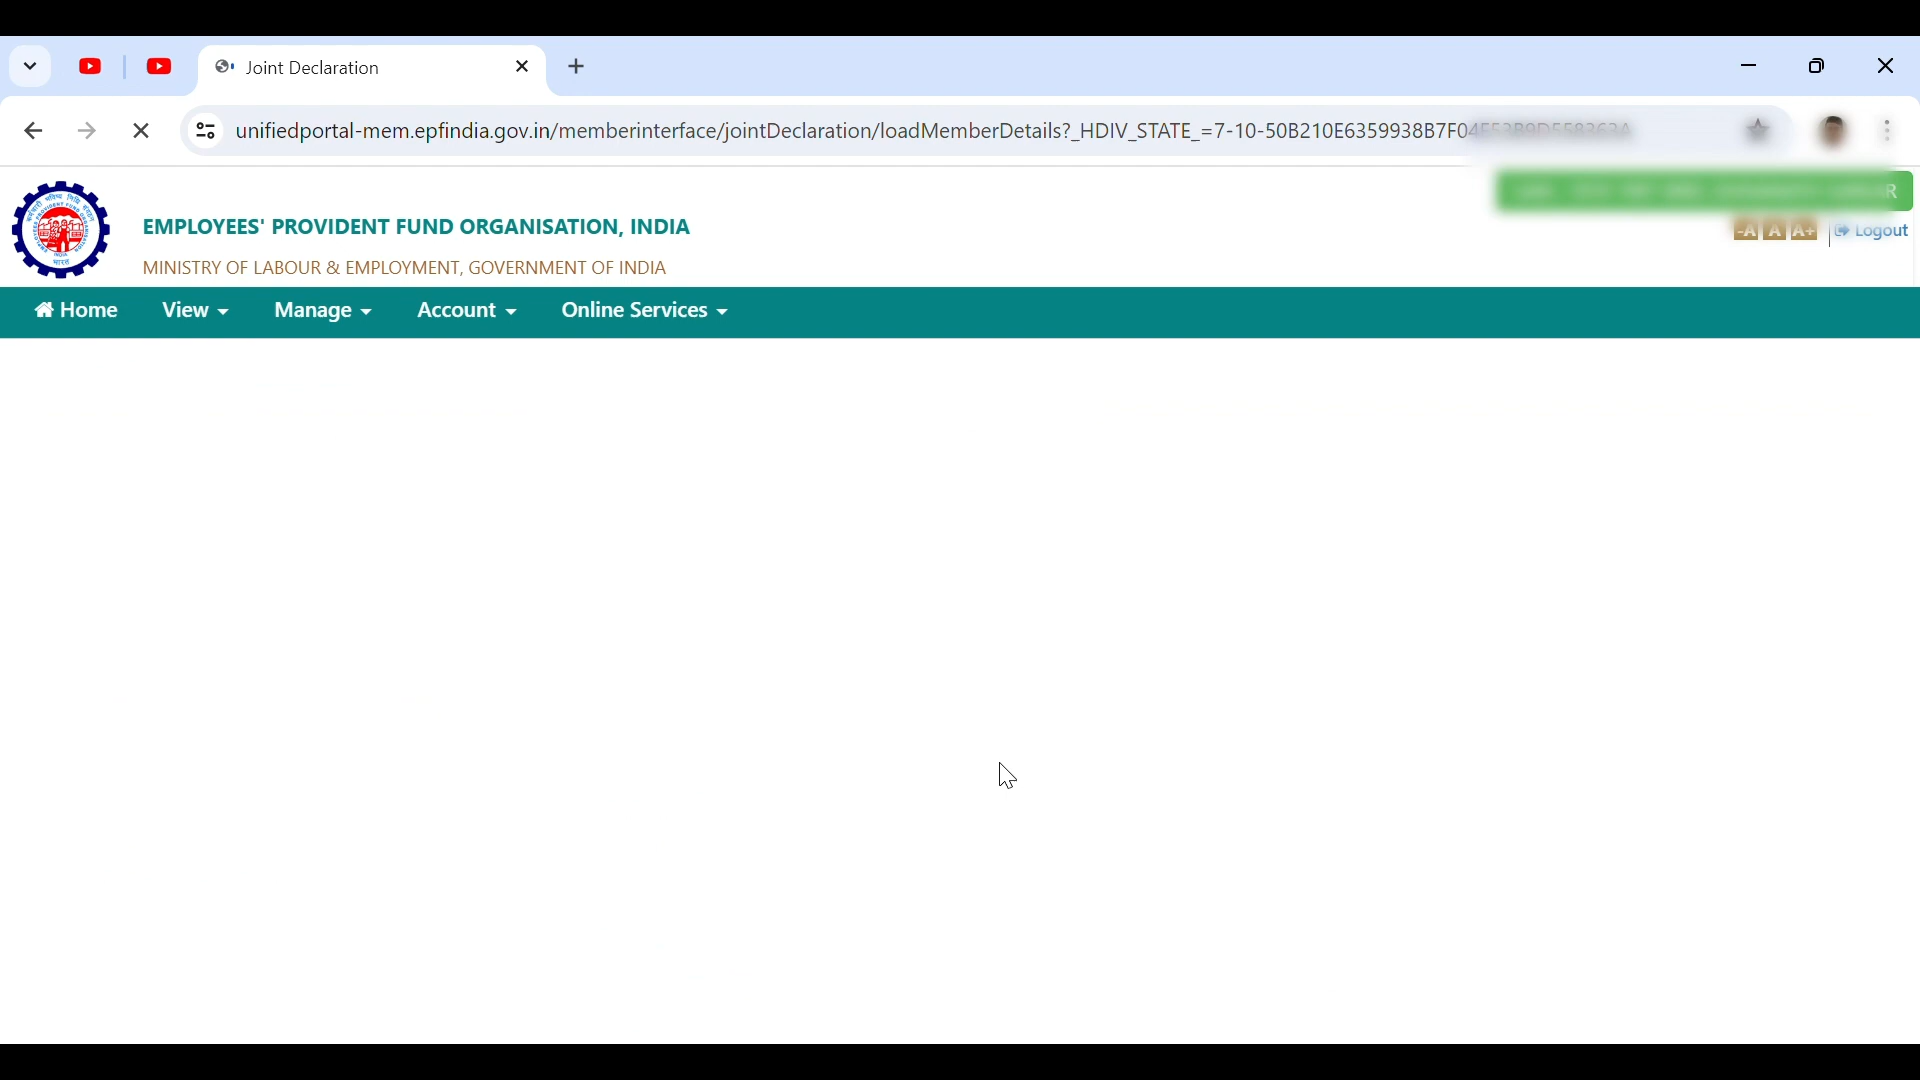 Joint Declaration
unifiedportal-mem.epfindia.gov.in/memberinterface/jointDeclaration/loadMemberDetails?_HDIV_STATE_=7-10-50B210E6359938B7F04
EMPLOYEES' PROVIDENT FUND ORGANISATION, INDIA
MINISTRY OF LABOUR & EMPLOYMENT, GOVERNMENT OF INDIA
-A A A+ Logout
Home View Manage Account Online Services